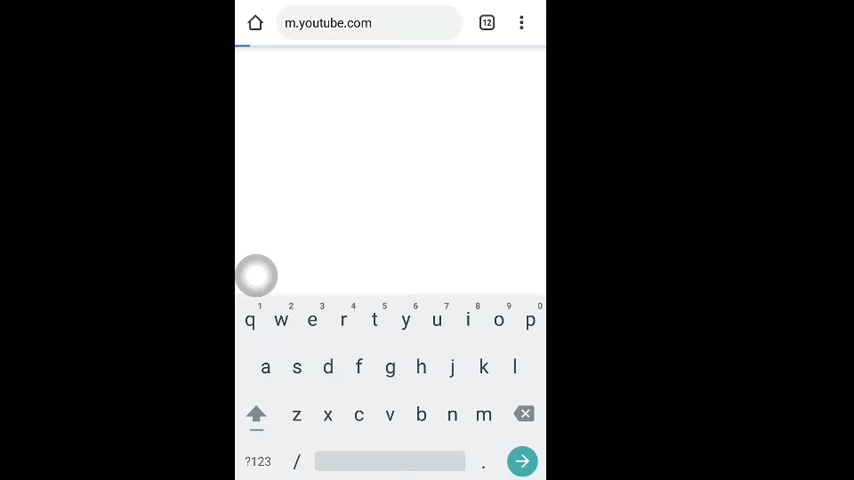 m.youtube.com
12
1 2 3 4 5 6 7 8 9 0
q w e r t y u i o p
a s d f g h j k l
z x c v b n m
?123 / .